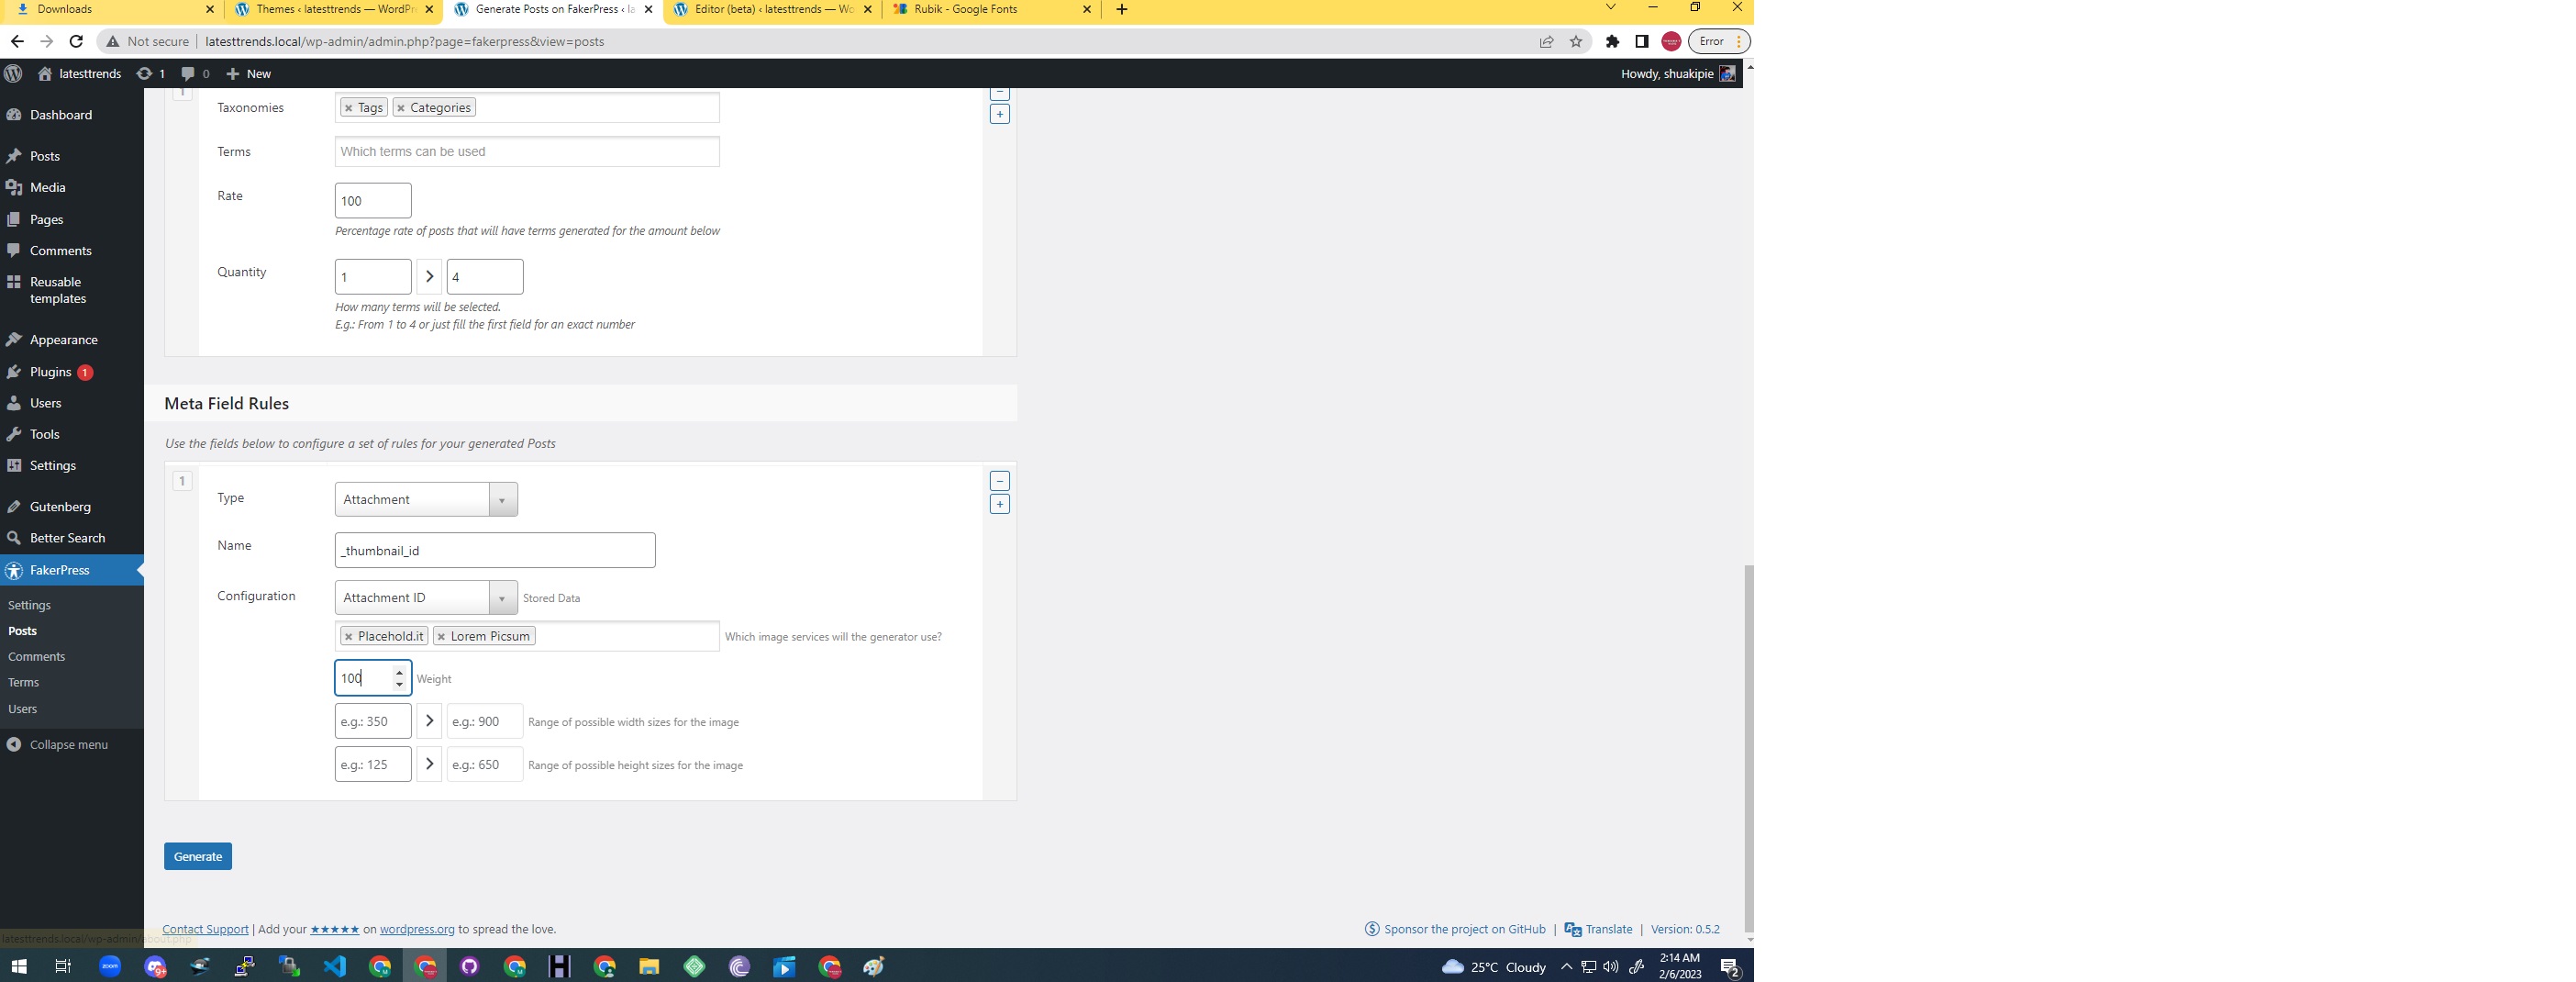 Downloads
Themes ‹ latesttrends — WordPr
Generate Posts on FakerPress ‹ la
Editor (beta) ‹ latesttrends — Wo
Rubik - Google Fonts
Not secure
latesttrends.local/wp-admin/admin.php?page=fakerpress&view=posts
Error
latesttrends
1
0
New
Howdy, shuakipie
Dashboard
Posts
Media
Pages
Comments
Reusable
templates
Appearance
Plugins 1
Users
Tools
Settings
Gutenberg
Better Search
FakerPress
Settings
Posts
Comments
Terms
Users
Collapse menu
latesttrends.local/wp-admin/about.php
1
Taxonomies
× Tags × Categories
− 
+
Terms
Which terms can be used
Rate
100
Percentage rate of posts that will have terms generated for the amount below
Quantity
1 > 4
How many terms will be selected.
E.g.: From 1 to 4 or just fill the first field for an exact number
Meta Field Rules
Use the fields below to configure a set of rules for your generated Posts
1
−
+
Type
Attachment
Name
_thumbnail_id
Configuration
Attachment ID
Stored Data
× Placehold.it × Lorem Picsum
Which image services will the generator use?
100
Weight
e.g.: 350 > e.g.: 900 Range of possible width sizes for the image
e.g.: 125 > e.g.: 650 Range of possible height sizes for the image
Generate
Contact Support | Add your ★★★★★ on wordpress.org to spread the love.
Sponsor the project on GitHub | Translate | Version: 0.5.2
zoom
9+
25°C Cloudy
2:14 AM
2/6/2023
2